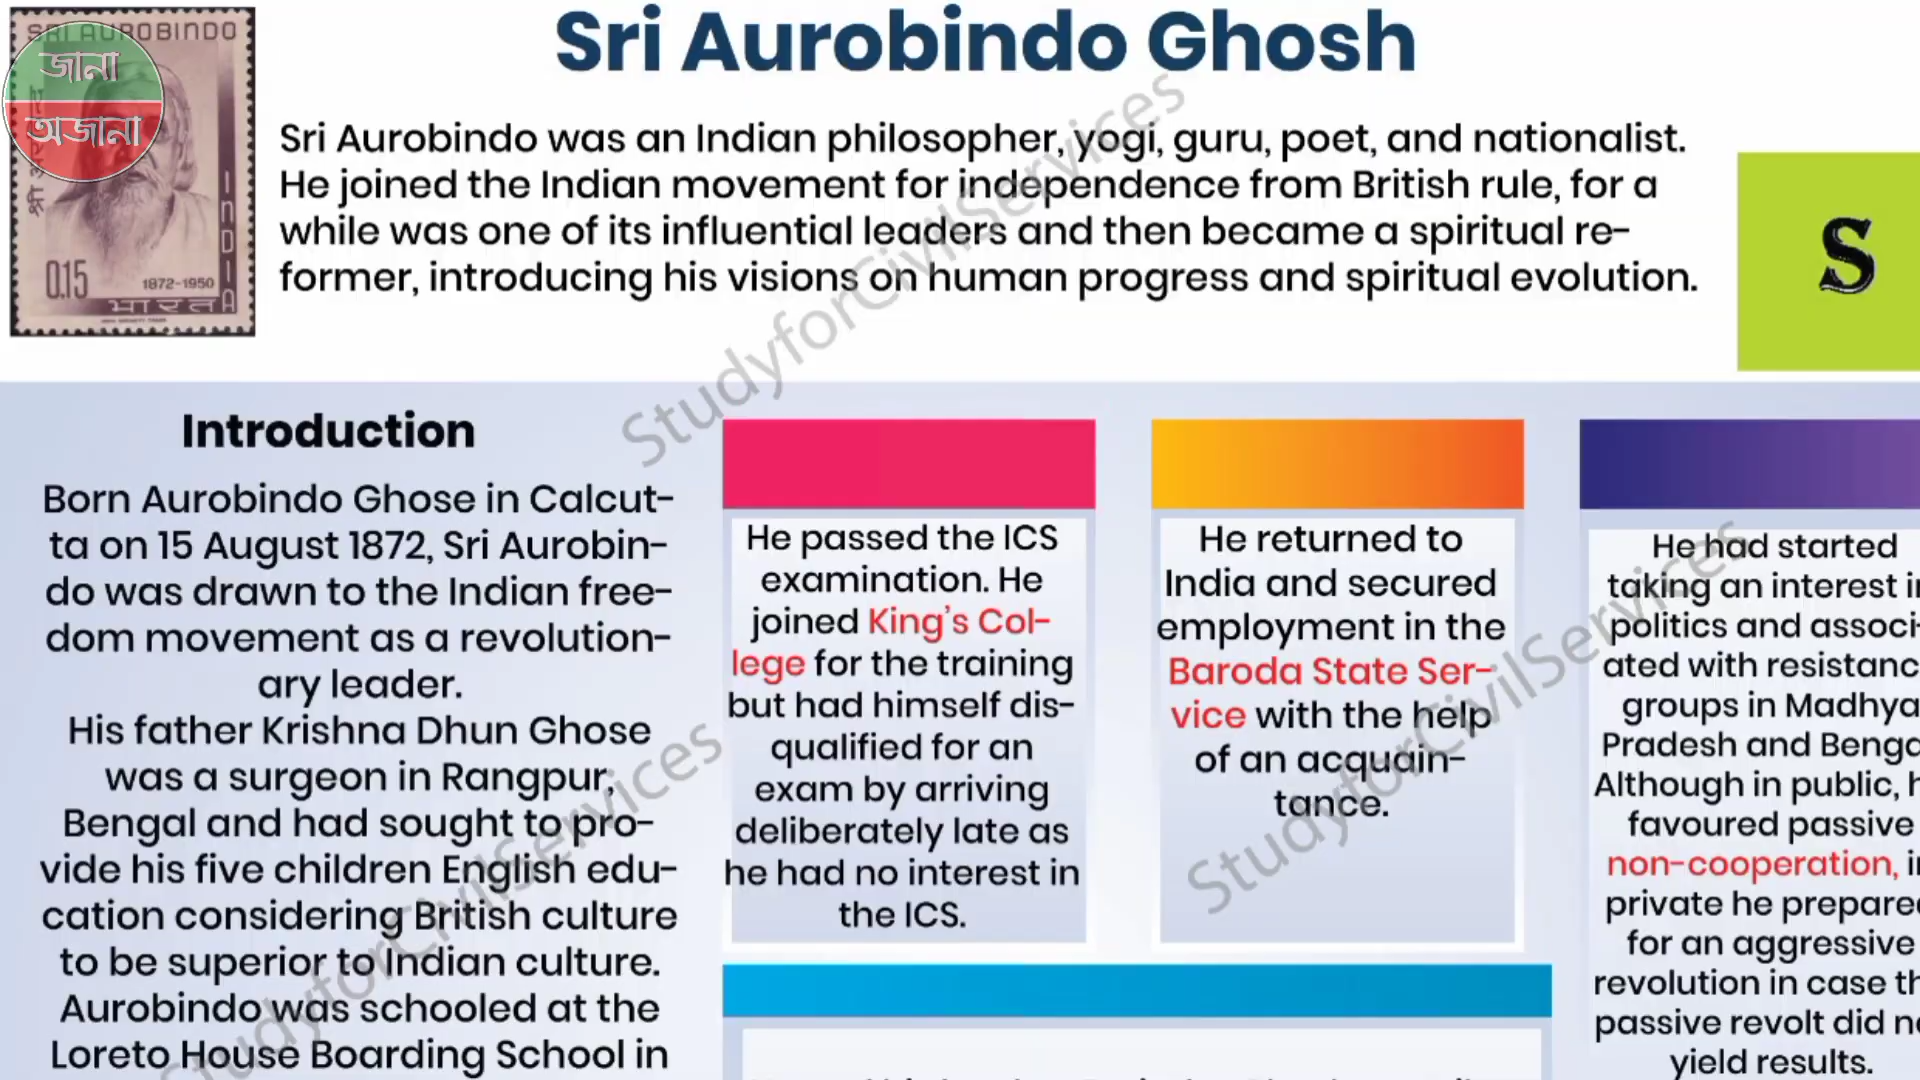 SRI AUROBINDO
জানা
অজানা
श्री
INDIA
0.15
1872-1950
भारत
Sri Aurobindo Ghosh
Sri Aurobindo was an Indian philosopher, yogi, guru, poet, and nationalist.
He joined the Indian movement for independence from British rule, for a
while was one of its influential leaders and then became a spiritual re-
former, introducing his visions on human progress and spiritual evolution.
S
StudyforCivilServices
Introduction
Born Aurobindo Ghose in Calcut-
ta on 15 August 1872, Sri Aurobin-
do was drawn to the Indian free-
dom movement as a revolution-
ary leader.
His father Krishna Dhun Ghose
was a surgeon in Rangpur,
Bengal and had sought to pro-
vide his five children English edu-
cation considering British culture
to be superior to Indian culture.
Aurobindo was schooled at the
Loreto House Boarding School in
StudyforCivilServices
He passed the ICS
examination. He
joined King's Col-
lege for the training
but had himself dis-
qualified for an
exam by arriving
deliberately late as
he had no interest in
the ICS.
He returned to
India and secured
employment in the
Baroda State Ser-
vice with the help
of an acquain-
tance.
StudyforCivilServices
He had started
taking an interest
politics and associ-
ated with
groups in Madhya
Pradesh and
Although in public,
favoured passive
non-cooperation,
private he
for an aggressive
revolution in case
passive revolt did
yield results.